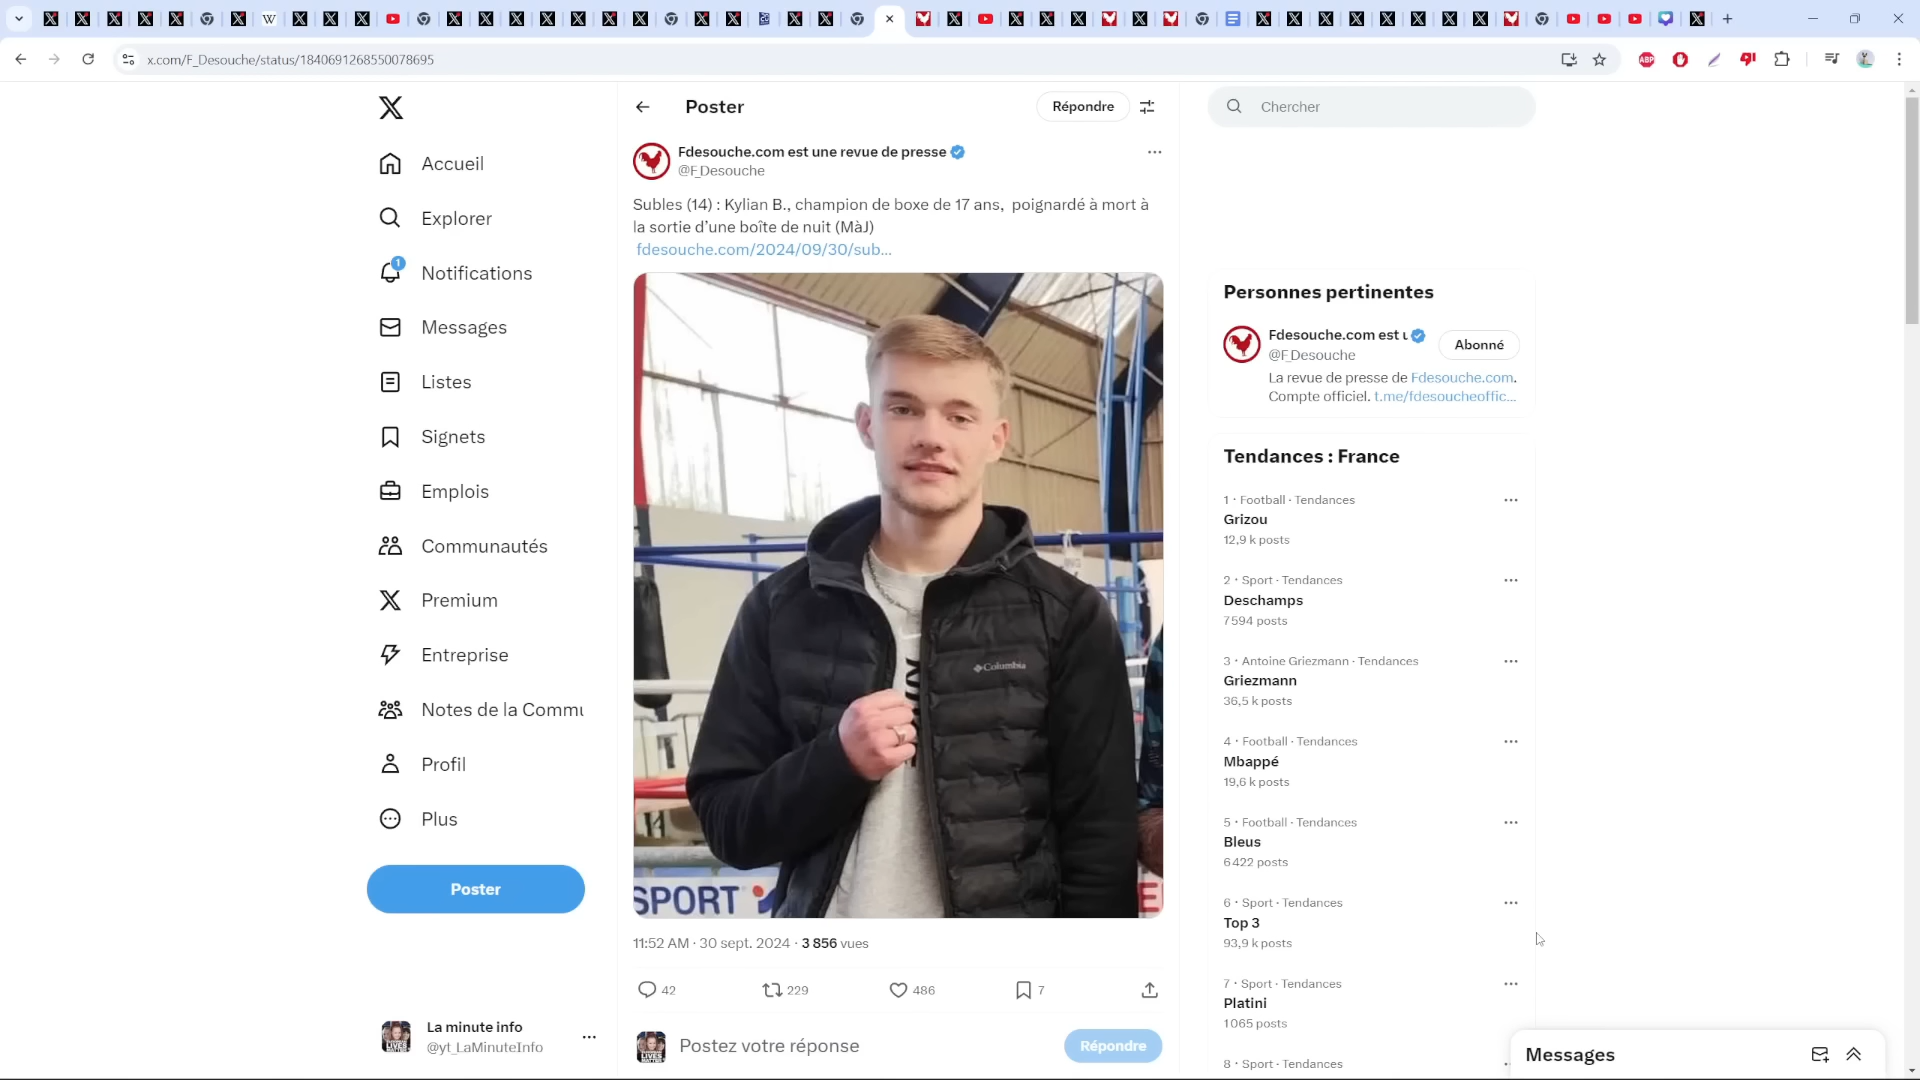 x.com/F_Desouche/status/1840691268550078695
Accueil
Explorer
1
Notifications
Messages
Listes
Signets
Emplois
Communautés
Premium
Entreprise
Notes de la Commu
Profil
Plus
Poster
La minute info
@yt_LaMinuteInfo
Poster
Répondre
Fdesouche.com est une revue de presse
@F_Desouche
Subles (14) : Kylian B., champion de boxe de 17 ans, poignardé à mort à
la sortie d’une boîte de nuit (MàJ)
fdesouche.com/2024/09/30/sub...
Columbia
SPORT
11:52 AM · 30 sept. 2024 · 3 856 vues
42
229
486
7
Postez votre réponse
Répondre
Chercher
Personnes pertinentes
Fdesouche.com est u
@F_Desouche
Abonné
La revue de presse de Fdesouche.com.
Compte officiel. t.me/fdesoucheoffic...
Tendances : France
1 · Football · Tendances
Grizou
12,9 k posts
2 · Sport · Tendances
Deschamps
7 594 posts
3 · Antoine Griezmann · Tendances
Griezmann
36,5 k posts
4 · Football · Tendances
Mbappé
19,6 k posts
5 · Football · Tendances
Bleus
6 422 posts
6 · Sport · Tendances
Top 3
93,9 k posts
7 · Sport · Tendances
Platini
1 065 posts
8 · Sport · Tendances
Messages